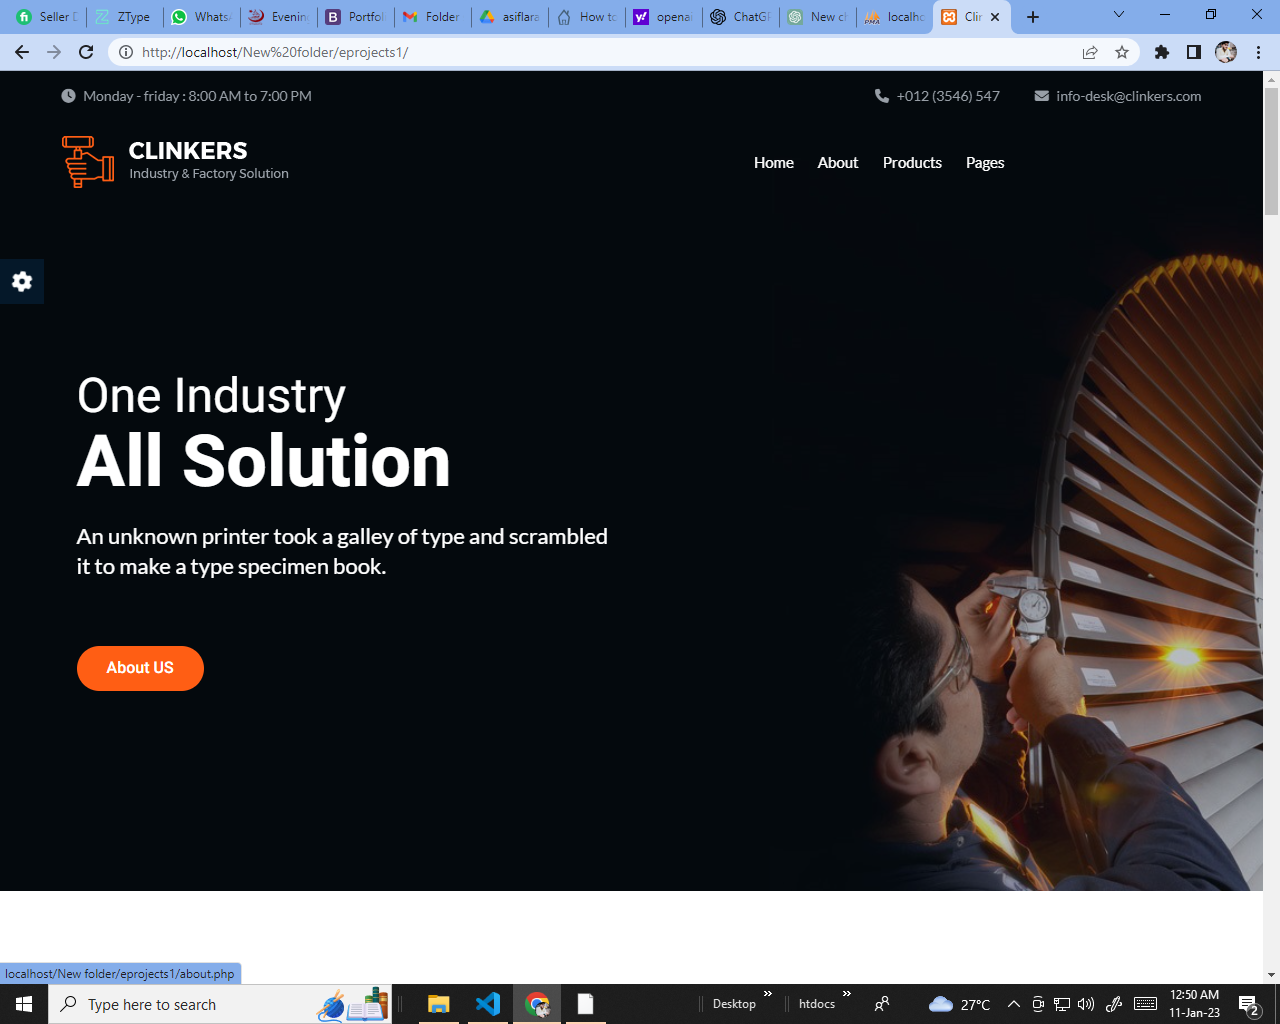 Seller D
ZType
Whats
Evenin
Portfol
Folder
asiflara
How to
openai
ChatGP
New ch
localho
Clin
http://localhost/New%20folder/eprojects1/
Monday - friday : 8:00 AM to 7:00 PM
+012 (3546) 547
info-desk@clinkers.com
CLINKERS
Industry & Factory Solution
Home
About
Products
Pages
One Industry
All Solution
An unknown printer took a galley of type and scrambled
it to make a type specimen book.
About US
localhost/New folder/eprojects1/about.php
Type here to search
Desktop
htdocs
27°C
12:50 AM
11-Jan-23
2